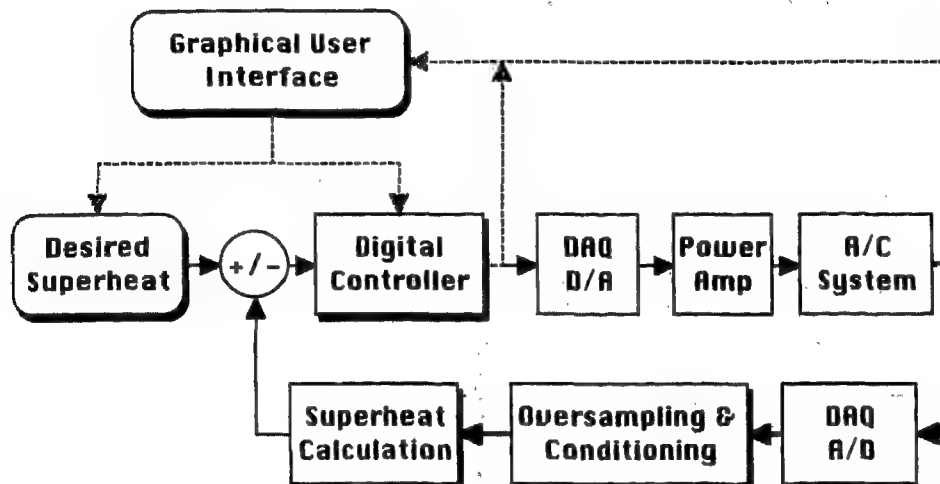 Graphical User
Interface
Desired
Superheat
+/-
Digital
Controller
DAQ
D/A
Power
Amp
A/C
System
Superheat
Calculation
Oversampling &
Conditioning
DAQ
A/D